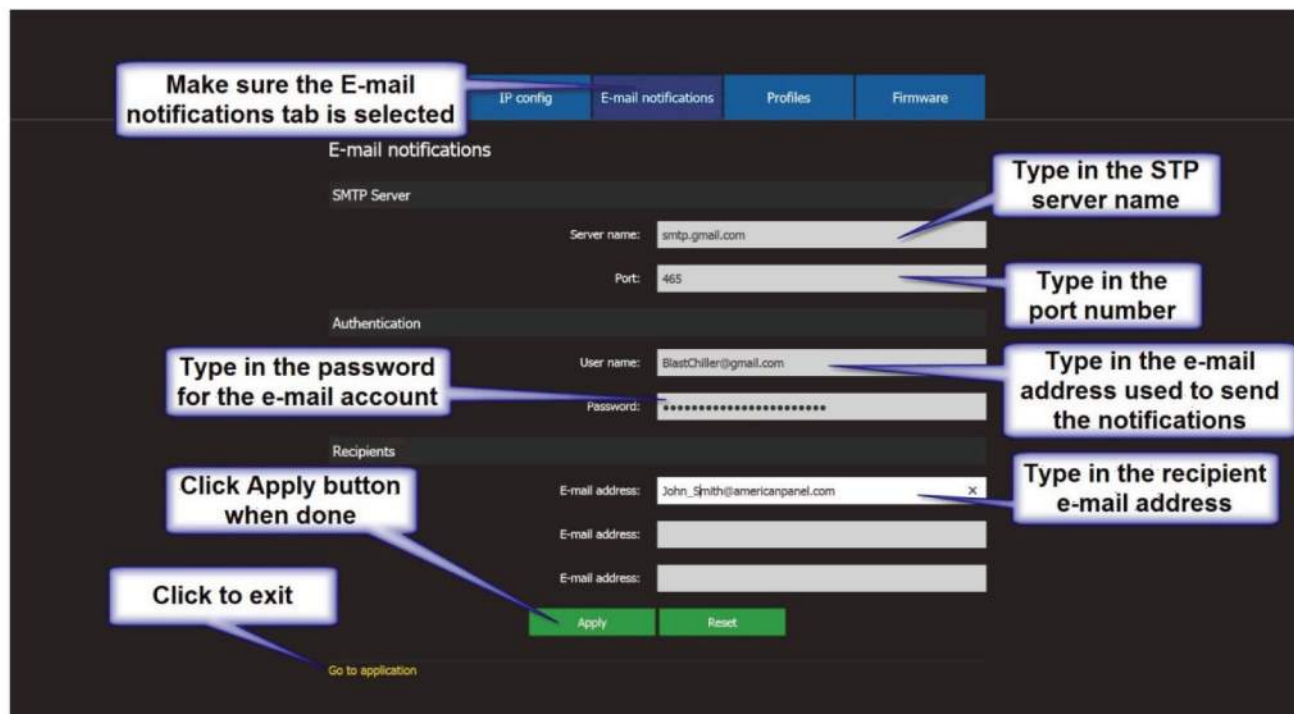 Make sure the E-mail
notifications tab is selected
IP config
E-mail notifications
Profiles
Firmware
E-mail notifications
SMTP Server
Type in the STP
server name
Server name:
smtp.gmail.com
Port:
465
Type in the
port number
Authentication
Type in the password
for the e-mail account
User name:
BlastChiller@gmail.com
Type in the e-mail
address used to send
the notifications
Password:
••••••••••••••••••••••••
Recipients
Click Apply button
when done
E-mail address:
John_Smith@americanpanel.com
×
Type in the recipient
e-mail address
E-mail address:
E-mail address:
Click to exit
Apply
Reset
Go to application